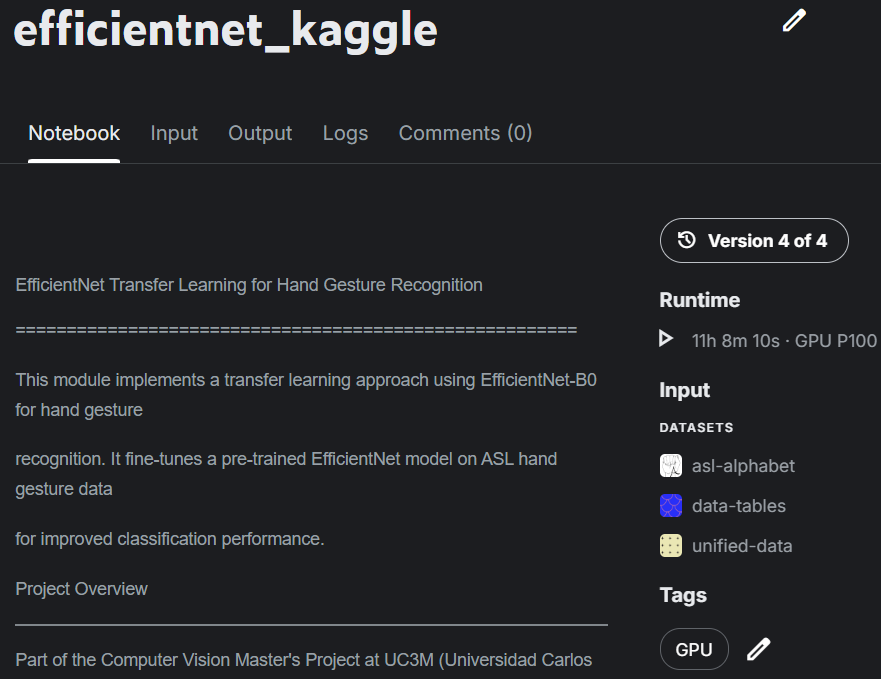 efficientnet_kaggle
Notebook Input Output Logs Comments (0)
EfficientNet Transfer Learning for Hand Gesture Recognition
=======================================================
This module implements a transfer learning approach using EfficientNet-B0
for hand gesture
recognition. It fine-tunes a pre-trained EfficientNet model on ASL hand
gesture data
for improved classification performance.
Project Overview
Part of the Computer Vision Master's Project at UC3M (Universidad Carlos
Version 4 of 4
Runtime
11h 8m 10s · GPU P100
Input
DATASETS
asl-alphabet
data-tables
unified-data
Tags
GPU